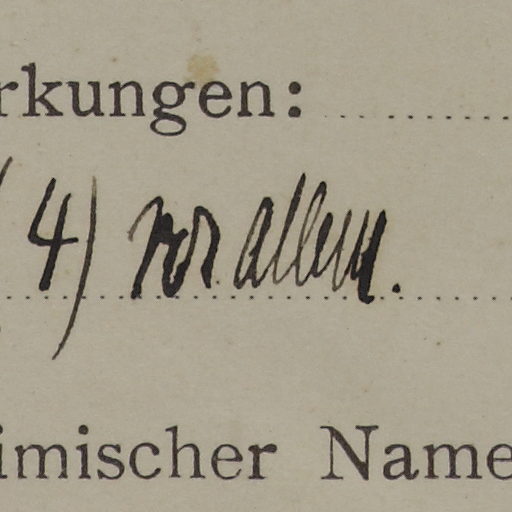 rkungen:
4) vor allem.
imischer Name